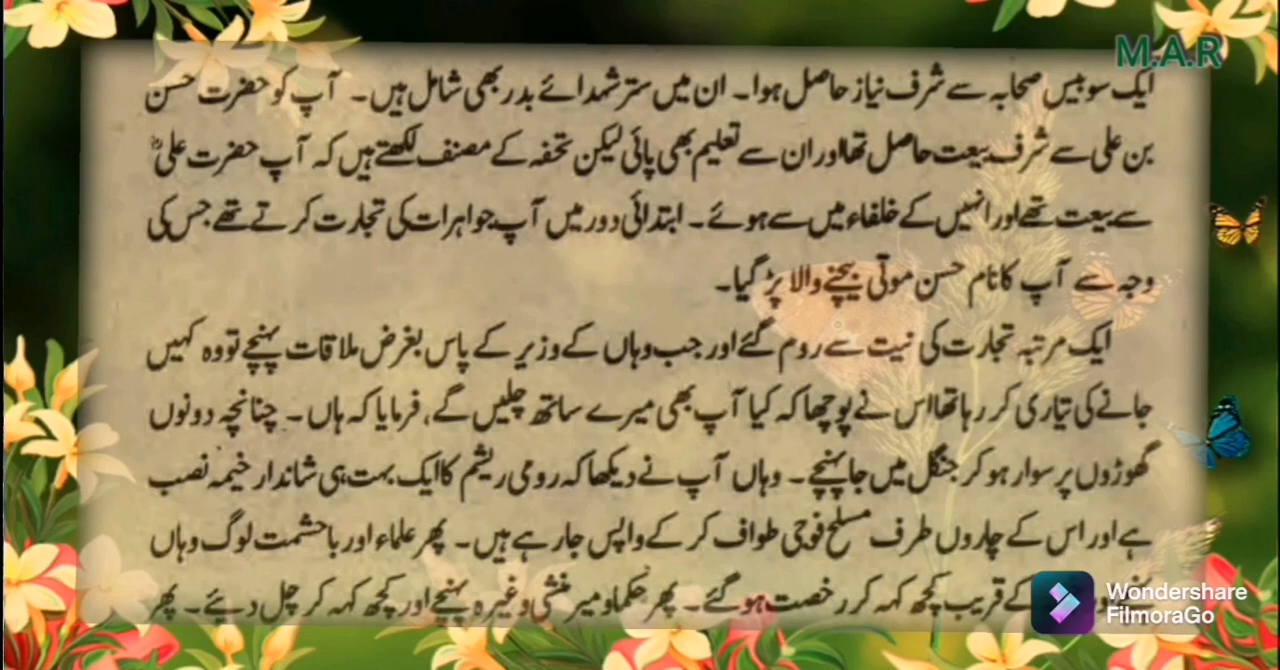 M.A.R
ایک سو بیس صحابہ سے شرف نیاز حاصل ہوا۔ ان میں ستر شہدائے بدر بھی شامل ہیں۔ آپ کو حضرت حسن
بن علی سے شرف بیعت حاصل تھا اور ان سے تعلیم بھی پائی لیکن تحفہ کے مصنف لکھتے ہیں کہ آپ حضرت علیؓ
سے بیعت تھے اور انہیں کے خلفاء میں سے ہوئے۔ ابتدائی دور میں آپ جواہرات کی تجارت کرتے تھے جس کی
وجہ سے آپ کا نام حسن موتی بیچنے والا پڑ گیا۔
ایک مرتبہ تجارت کی نیت سے روم گئے اور جب وہاں کے وزیر کے پاس بغرض ملاقات پہنچے تو وہ کہیں
جانے کی تیاری کر رہا تھا اس نے پوچھا کہ کیا آپ بھی میرے ساتھ چلیں گے، فرمایا کہ ہاں۔ چنانچہ دونوں
گھوڑوں پر سوار ہو کر جنگل میں جا پہنچے۔ وہاں آپ نے دیکھا کہ رومی ریشم کا ایک بہت ہی شاندار خیمہ نصب
ہے اور اس کے چاروں طرف مسلح فوجی طواف کر کے واپس جا رہے ہیں۔ پھر علماء اور باحشمت لوگ وہاں
کے قریب کچھ کہہ کر رخصت ہو گئے۔ پھر حکما و میر منشی وغیرہ پہنچے اور کچھ کہہ کر چل دیئے۔ پھر
Wondershare
FilmoraGo